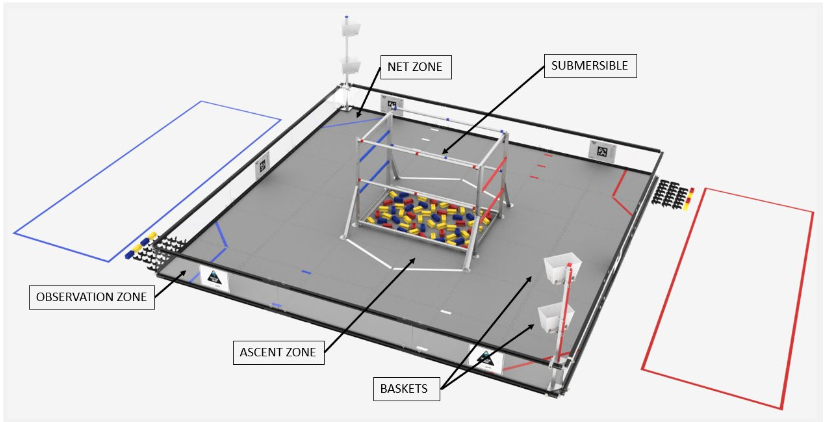 NET ZONE
SUBMERSIBLE
OBSERVATION ZONE
ASCENT ZONE
BASKETS